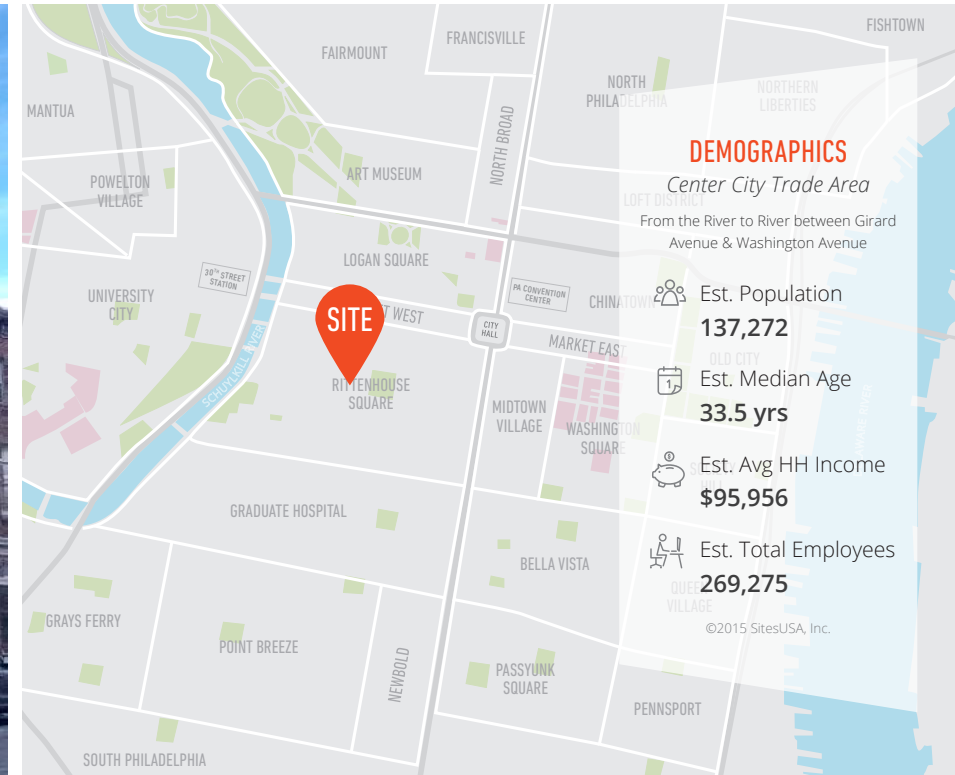 FISHTOWN
FRANCISVILLE
FAIRMOUNT
NORTH
PHILADELPHIA
NORTHERN
LIBERTIES
MANTUA
NORTH BROAD
ART MUSEUM
POWELTON
VILLAGE
LOFT DISTRICT
LOGAN SQUARE
30TH STREET
STATION
PA CONVENTION
CENTER
CHINATOWN
UNIVERSITY
CITY
SITE
T WEST
CITY
HALL
MARKET EAST
OLD CITY
SCHUYLKILL RIVER
RITTENHOUSE
SQUARE
MIDTOWN
VILLAGE
WASHINGTON
SQUARE
HILL
AWARE RIVER
GRADUATE HOSPITAL
BELLA VISTA
QUEEN
VILLAGE
GRAYS FERRY
POINT BREEZE
NEWBOLD
PASSYUNK
SQUARE
PENNSPORT
SOUTH PHILADELPHIA
DEMOGRAPHICS
Center City Trade Area
From the River to River between Girard
Avenue & Washington Avenue
Est. Population
137,272
1
Est. Median Age
33.5 yrs
$
Est. Avg HH Income
$95,956
Est. Total Employees
269,275
©2015 SitesUSA, Inc.